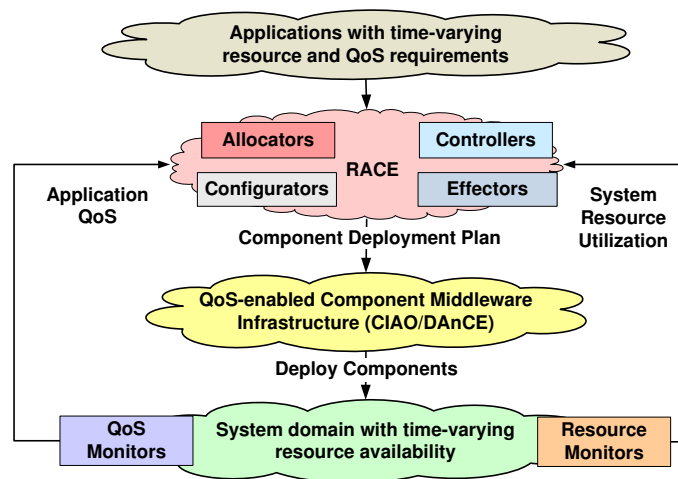 Applications with time-varying
resource and QoS requirements
Allocators
Controllers
RACE
Configurators
Effectors
Application
QoS
System
Resource
Utilization
Component Deployment Plan
QoS-enabled Component Middleware
Infrastructure (CIAO/DAnCE)
Deploy Components
QoS
Monitors
System domain with time-varying
resource availability
Resource
Monitors